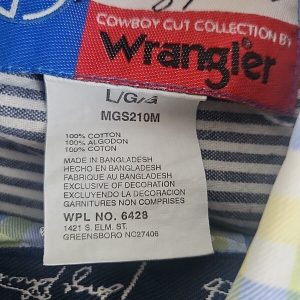 COWBOY CUT COLLECTION BY
Wrangler
L/G/G
MGS210M
100% COTTON
100% ALGODON
100% COTON
MADE IN BANGLADESH
HECHO EN BANGLADESH
FABRIQUE AU BANGLADESH
EXCLUSIVE OF DECORATION
EXCLUYENDO LA DECORACION
GARNITURES NON COMPRISES
WPL NO. 6428
1421 S. ELM ST.
GREENSBORO NC27406